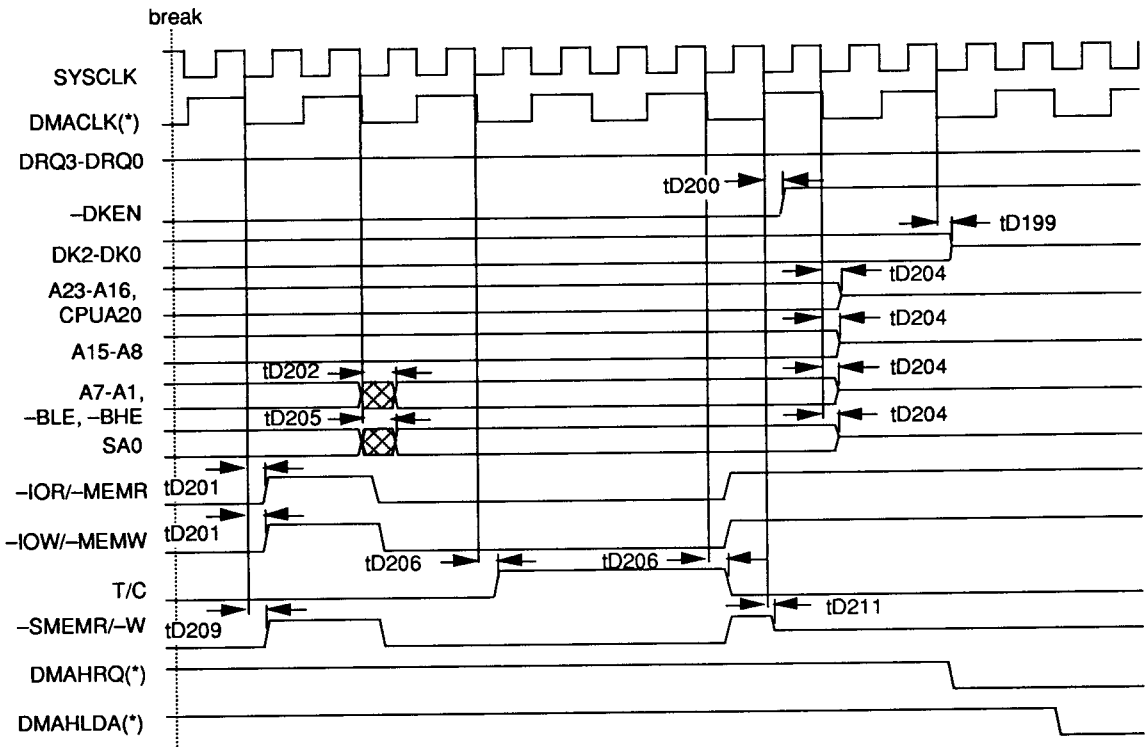 break
SYSCLK
DMACLK(*)
DRQ3-DRQ0
tD200
–DKEN
tD199
DK2-DK0
tD204
A23-A16,
CPUA20
tD204
A15-A8
tD202
tD204
A7-A1,
–BLE, –BHE
tD205
tD204
SA0
–IOR/–MEMR
tD201
–IOW/–MEMW
tD201
tD206
tD206
T/C
tD211
–SMEMR/–W
tD209
DMAHRQ(*)
DMAHLDA(*)